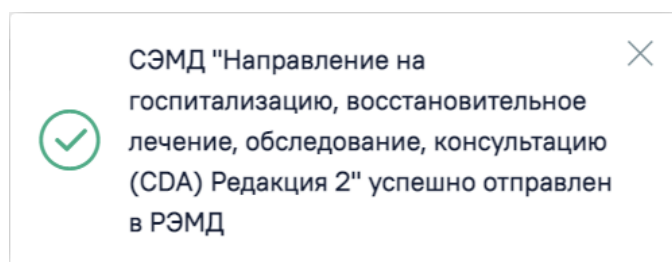 СЭМД "Направление на
госпитализацию, восстановительное
лечение, обследование, консультацию
(CDA) Редакция 2" успешно отправлен
в РЭМД